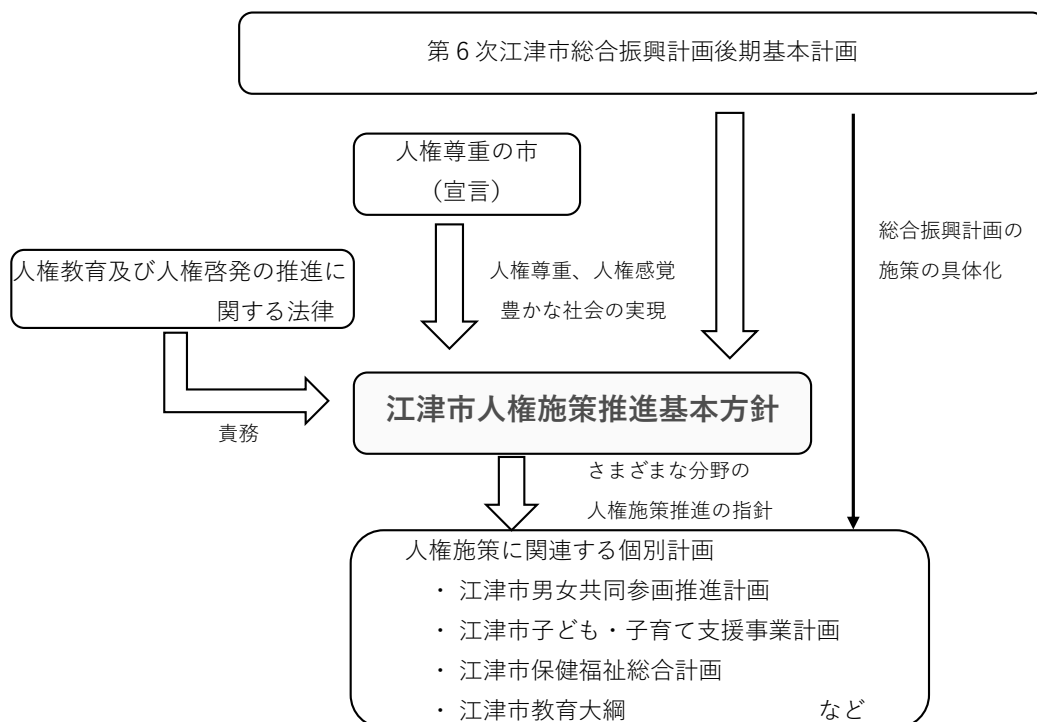 第6次江津市総合振興計画後期基本計画
人権尊重の市
（宣言）
総合振興計画の
施策の具体化
人権教育及び人権啓発の推進に
関する法律
人権尊重、人権感覚
豊かな社会の実現
江津市人権施策推進基本方針
責務
さまざまな分野の
人権施策推進の指針
人権施策に関連する個別計画
・ 江津市男女共同参画推進計画
・ 江津市子ども・子育て支援事業計画
・ 江津市保健福祉総合計画
・ 江津市教育大綱　　　　　　　　など